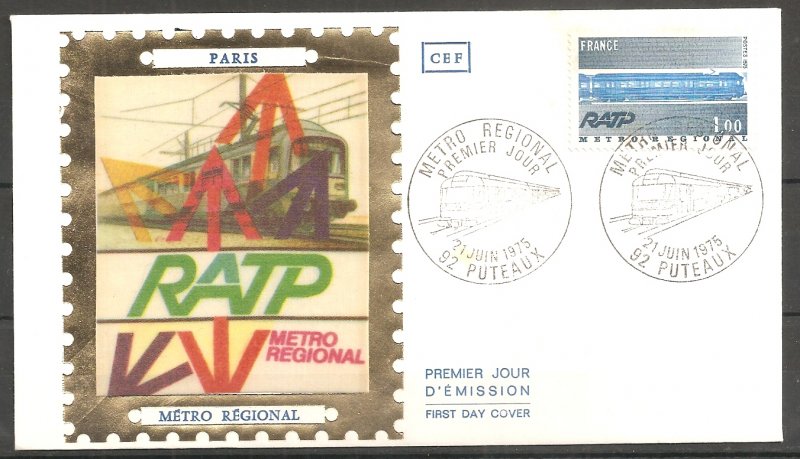 PARIS
RATP
METRO
REGIONAL
MÉTRO RÉGIONAL
CEF
FRANCE
POSTES 1975
RATP
1.00
METRO REGIONAL
METRO REGIONAL
PREMIER JOUR
21 JUIN 1975
92 PUTEAUX
METRO REGIONAL
PREMIER JOUR
21 JUIN 1975
92 PUTEAUX
PREMIER JOUR
D'ÉMISSION
FIRST DAY COVER